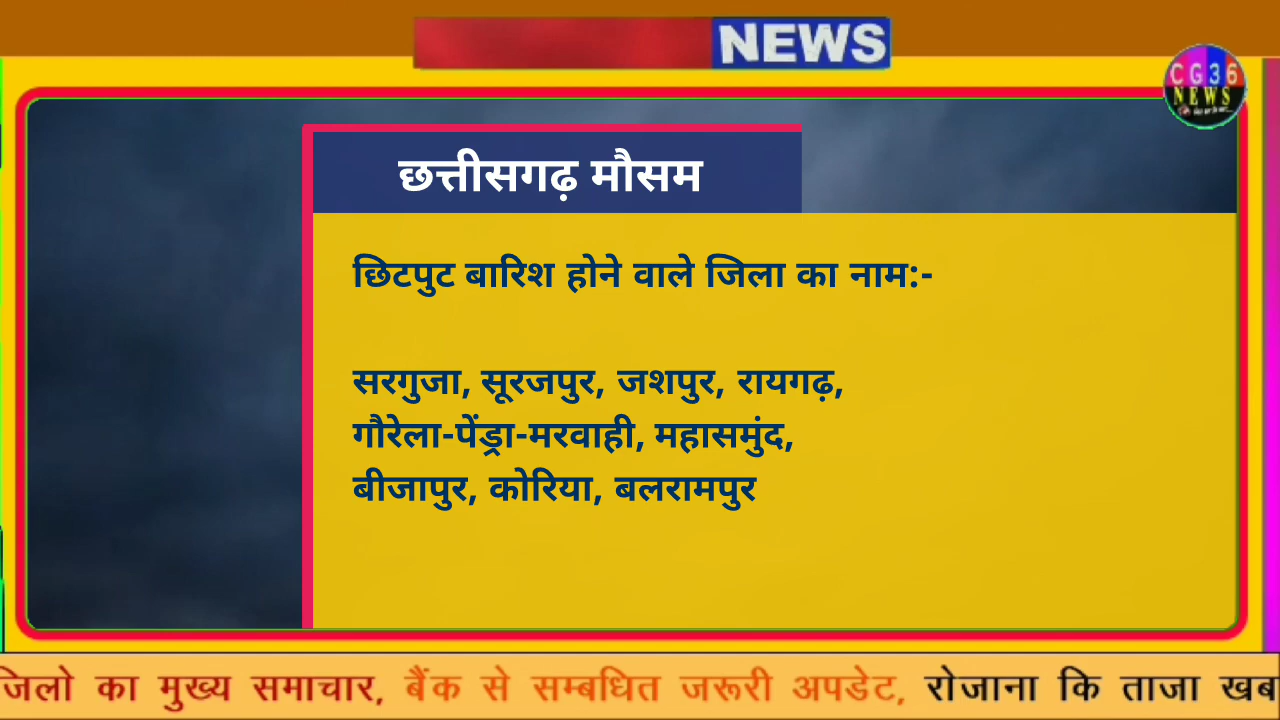 NEWS
CG36
NEWS
छत्तीसगढ़ मौसम
छिटपुट बारिश होने वाले जिला का नाम:-
सरगुजा, सूरजपुर, जशपुर, रायगढ़,
गौरेला-पेंड्रा-मरवाही, महासमुंद,
बीजापुर, कोरिया, बलरामपुर
जिलो का मुख्य समाचार, बैंक से सम्बधित जरूरी अपडेट, रोजाना कि ताजा खब